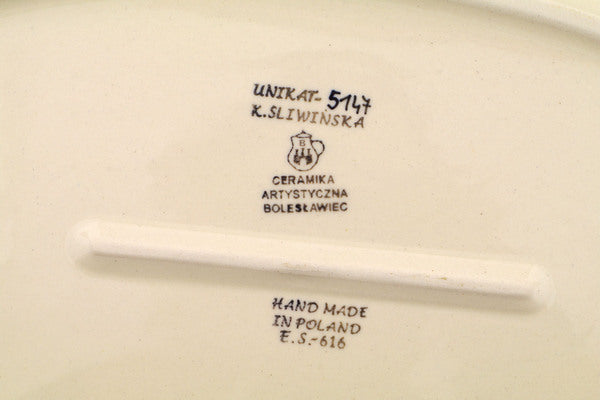 UNIKAT-5147
K.SLIWIŃSKA
B
CERAMIKA
ARTYSTYCZNA
BOLESŁAWIEC
HAND MADE
IN POLAND
E.S.-616